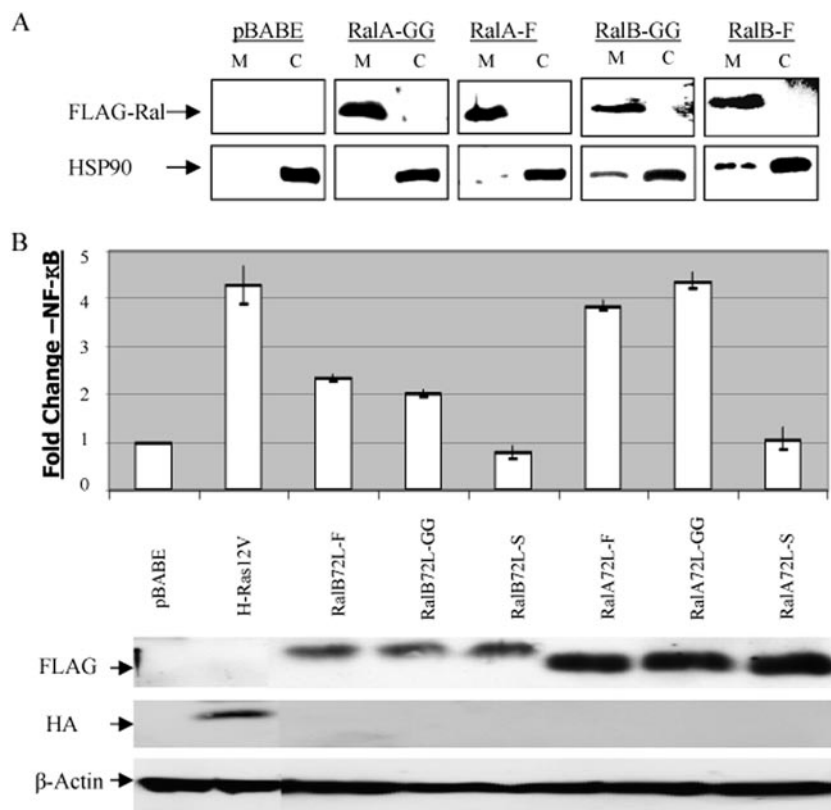 A
pBABE RalA-GG RalA-F RalB-GG RalB-F
M C M C M C M C M C
FLAG-Ral
HSP90
B
Fold Change –NF-κB
5
4
3
2
1
0
pBABE
H-Ras12V
RalB72L-F
RalB72L-GG
RalB72L-S
RalA72L-F
RalA72L-GG
RalA72L-S
FLAG
HA
β-Actin